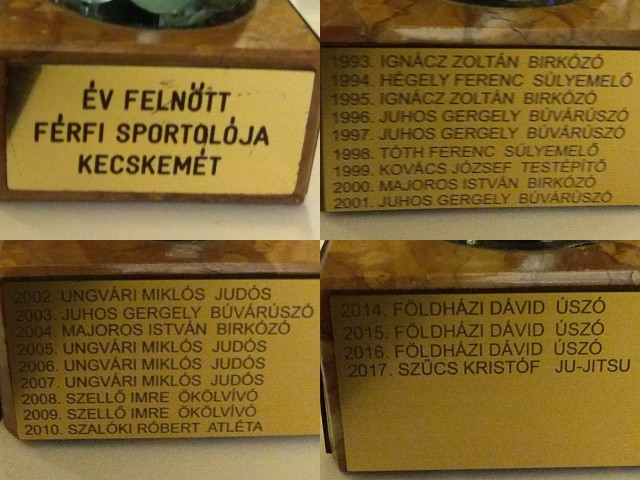 ÉV FELNŐTT
FÉRFI SPORTOLÓJA
KECSKEMÉT
1993. IGNÁCZ ZOLTÁN BIRKÓZÓ
1994. HÉGELY FERENC SÚLYEMELŐ
1995. IGNÁCZ ZOLTÁN BIRKÓZÓ
1996. JUHOS GERGELY BÚVÁRÚSZÓ
1997. JUHOS GERGELY BÚVÁRÚSZÓ
1998. TÓTH FERENC SÚLYEMELŐ
1999. KOVÁCS JÓZSEF TESTÉPÍTŐ
2000. MAJOROS ISTVÁN BIRKÓZÓ
2001. JUHOS GERGELY BÚVÁRÚSZÓ
2002. UNGVÁRI MIKLÓS JUDÓS
2003. JUHOS GERGELY BÚVÁRÚSZÓ
2004. MAJOROS ISTVÁN BIRKÓZÓ
2005. UNGVÁRI MIKLÓS JUDÓS
2006. UNGVÁRI MIKLÓS JUDÓS
2007. UNGVÁRI MIKLÓS JUDÓS
2008. SZELLŐ IMRE ÖKÖLVÍVÓ
2009. SZELLŐ IMRE ÖKÖLVÍVÓ
2010. SZALÓKI RÓBERT ATLÉTA
2014. FÖLDHÁZI DÁVID ÚSZÓ
2015. FÖLDHÁZI DÁVID ÚSZÓ
2016. FÖLDHÁZI DÁVID ÚSZÓ
2017. SZŰCS KRISTÓF JU-JITSU